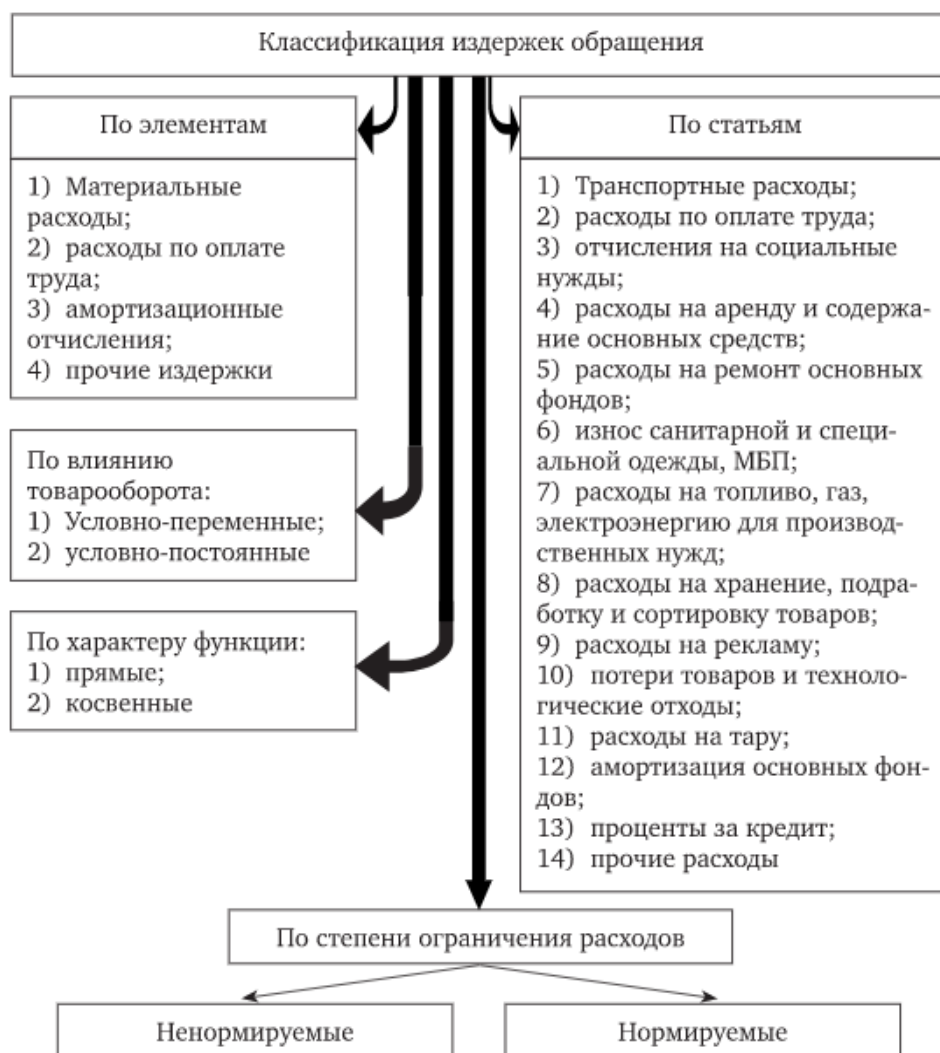 Классификация издержек обращения
По элементам
1) Материальные
расходы;
2) расходы по оплате
труда;
3) амортизационные
отчисления;
4) прочие издержки
По влиянию
товарооборота:
1) Условно-переменные;
2) условно-постоянные
По характеру функции:
1) прямые;
2) косвенные
По статьям
1) Транспортные расходы;
2) расходы по оплате труда;
3) отчисления на социальные
нужды;
4) расходы на аренду и содержа-
ние основных средств;
5) расходы на ремонт основных
фондов;
6) износ санитарной и специ-
альной одежды, МБП;
7) расходы на топливо, газ,
электроэнергию для производ-
ственных нужд;
8) расходы на хранение, подра-
ботку и сортировку товаров;
9) расходы на рекламу;
10) потери товаров и техноло-
гические отходы;
11) расходы на тару;
12) амортизация основных фон-
дов;
13) проценты за кредит;
14) прочие расходы
По степени ограничения расходов
Ненормируемые
Нормируемые